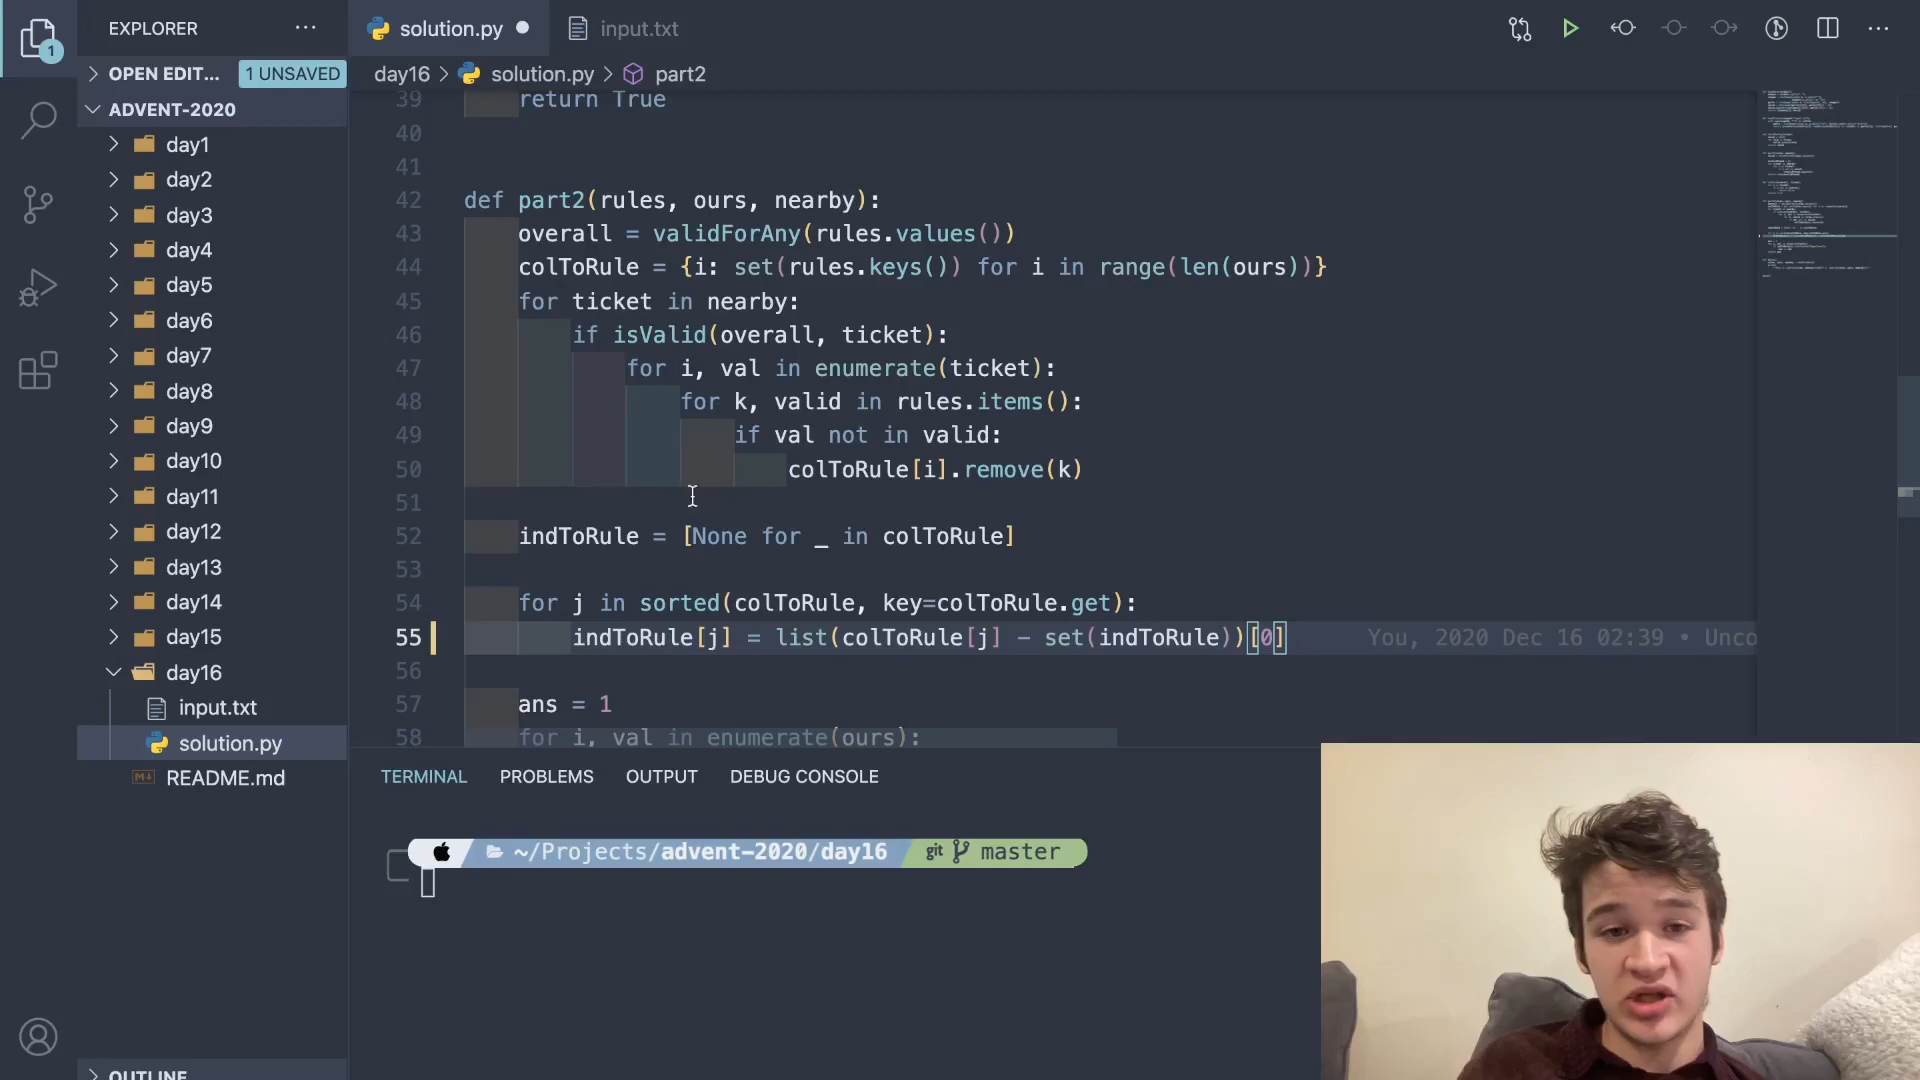 EXPLORER
solution.py
input.txt
OPEN EDIT...
1 UNSAVED
day16 > solution.py > part2
ADVENT-2020
day1
day2
day3
day4
day5
day6
day7
day8
day9
day10
day11
day12
day13
day14
day15
day16
input.txt
solution.py
README.md
OUTLINE
1
39 return True
40
41
42 def part2(rules, ours, nearby):
43 overall = validForAny(rules.values())
44 colToRule = {i: set(rules.keys()) for i in range(len(ours))}
45 for ticket in nearby:
46 if isValid(overall, ticket):
47 for i, val in enumerate(ticket):
48 for k, valid in rules.items():
49 if val not in valid:
50 colToRule[i].remove(k)
51
52 indToRule = [None for _ in colToRule]
53
54 for j in sorted(colToRule, key=colToRule.get):
55 indToRule[j] = list(colToRule[j] - set(indToRule))[0] You, 2020 Dec 16 02:39 • Unco
56
57 ans = 1
58 for i, val in enumerate(ours):
TERMINAL PROBLEMS OUTPUT DEBUG CONSOLE
~/Projects/advent-2020/day16 git master